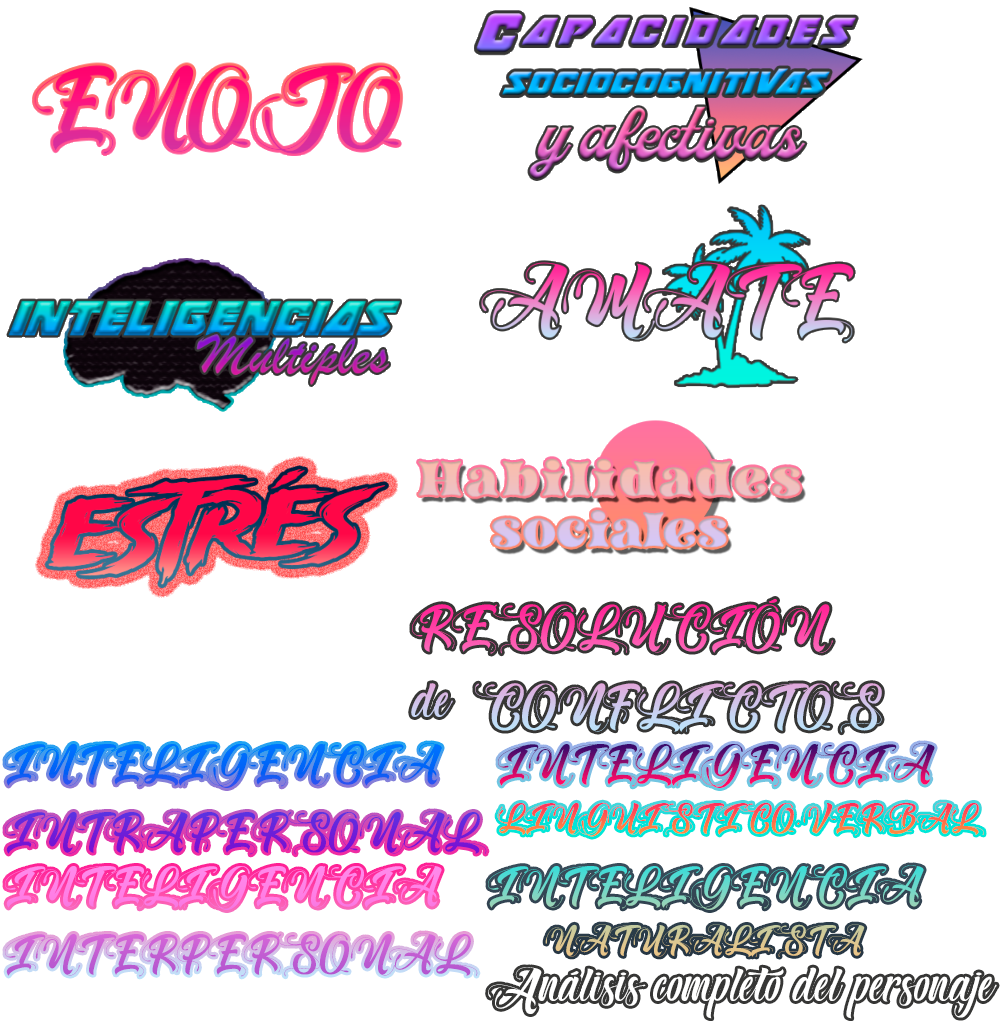 ENOJO
CAPACIDADES
SOCIOCOGNITIVAS
y afectivas
INTELIGENCIAS
Multiples
AMATE
ESTRÉS
Habilidades
sociales
RESOLUCIÓN
de CONFLICTOS
INTELIGENCIA
INTRAPERSONAL
INTELIGENCIA
LINGUISTICO-VERBAL
INTELIGENCIA
INTERPERSONAL
INTELIGENCIA
NATURALISTA
Análisis completo del personaje